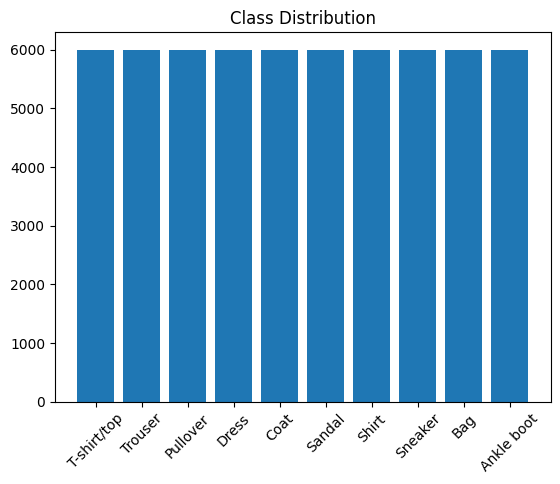 Class Distribution
6000
5000
4000
3000
2000
1000
0
T-shirt/top
Trouser
Pullover
Dress
Coat
Sandal
Shirt
Sneaker
Bag
Ankle boot